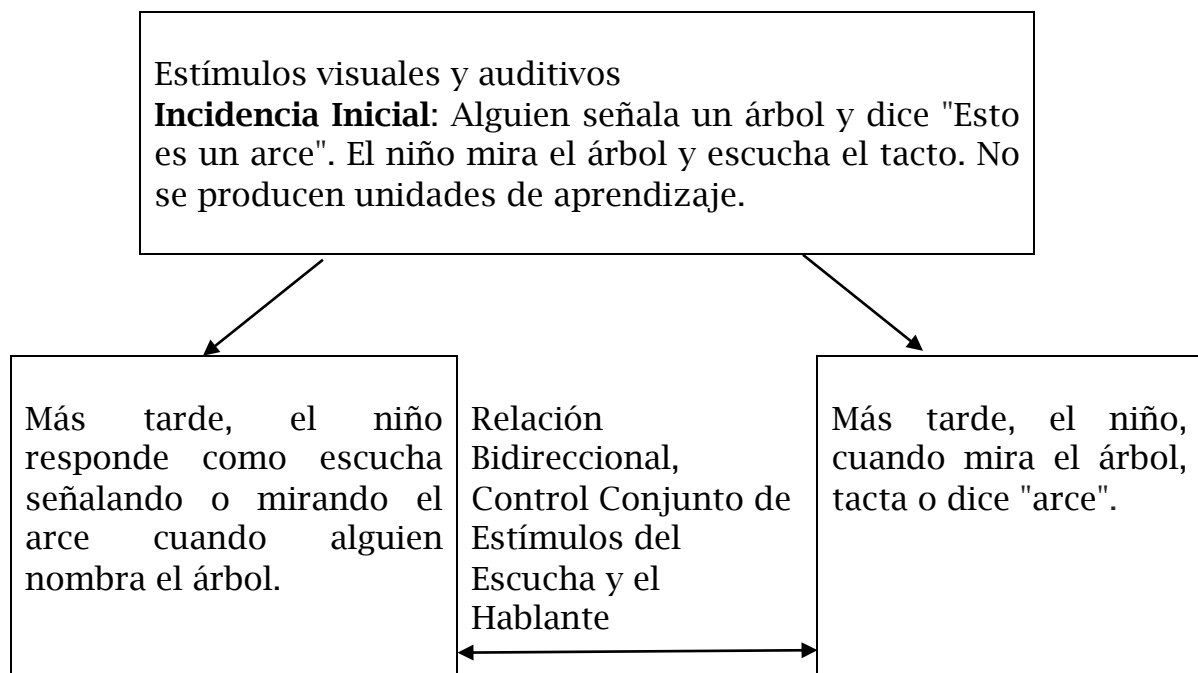 Estímulos visuales y auditivos
Incidencia Inicial: Alguien señala un árbol y dice "Esto
es un arce". El niño mira el árbol y escucha el tacto. No
se producen unidades de aprendizaje.
Más tarde, el niño
responde como escucha
señalando o mirando el
arce cuando alguien
nombra el árbol.
Relación
Bidireccional,
Control Conjunto de
Estímulos del
Escucha y el
Hablante
Más tarde, el niño,
cuando mira el árbol,
tacta o dice "arce".